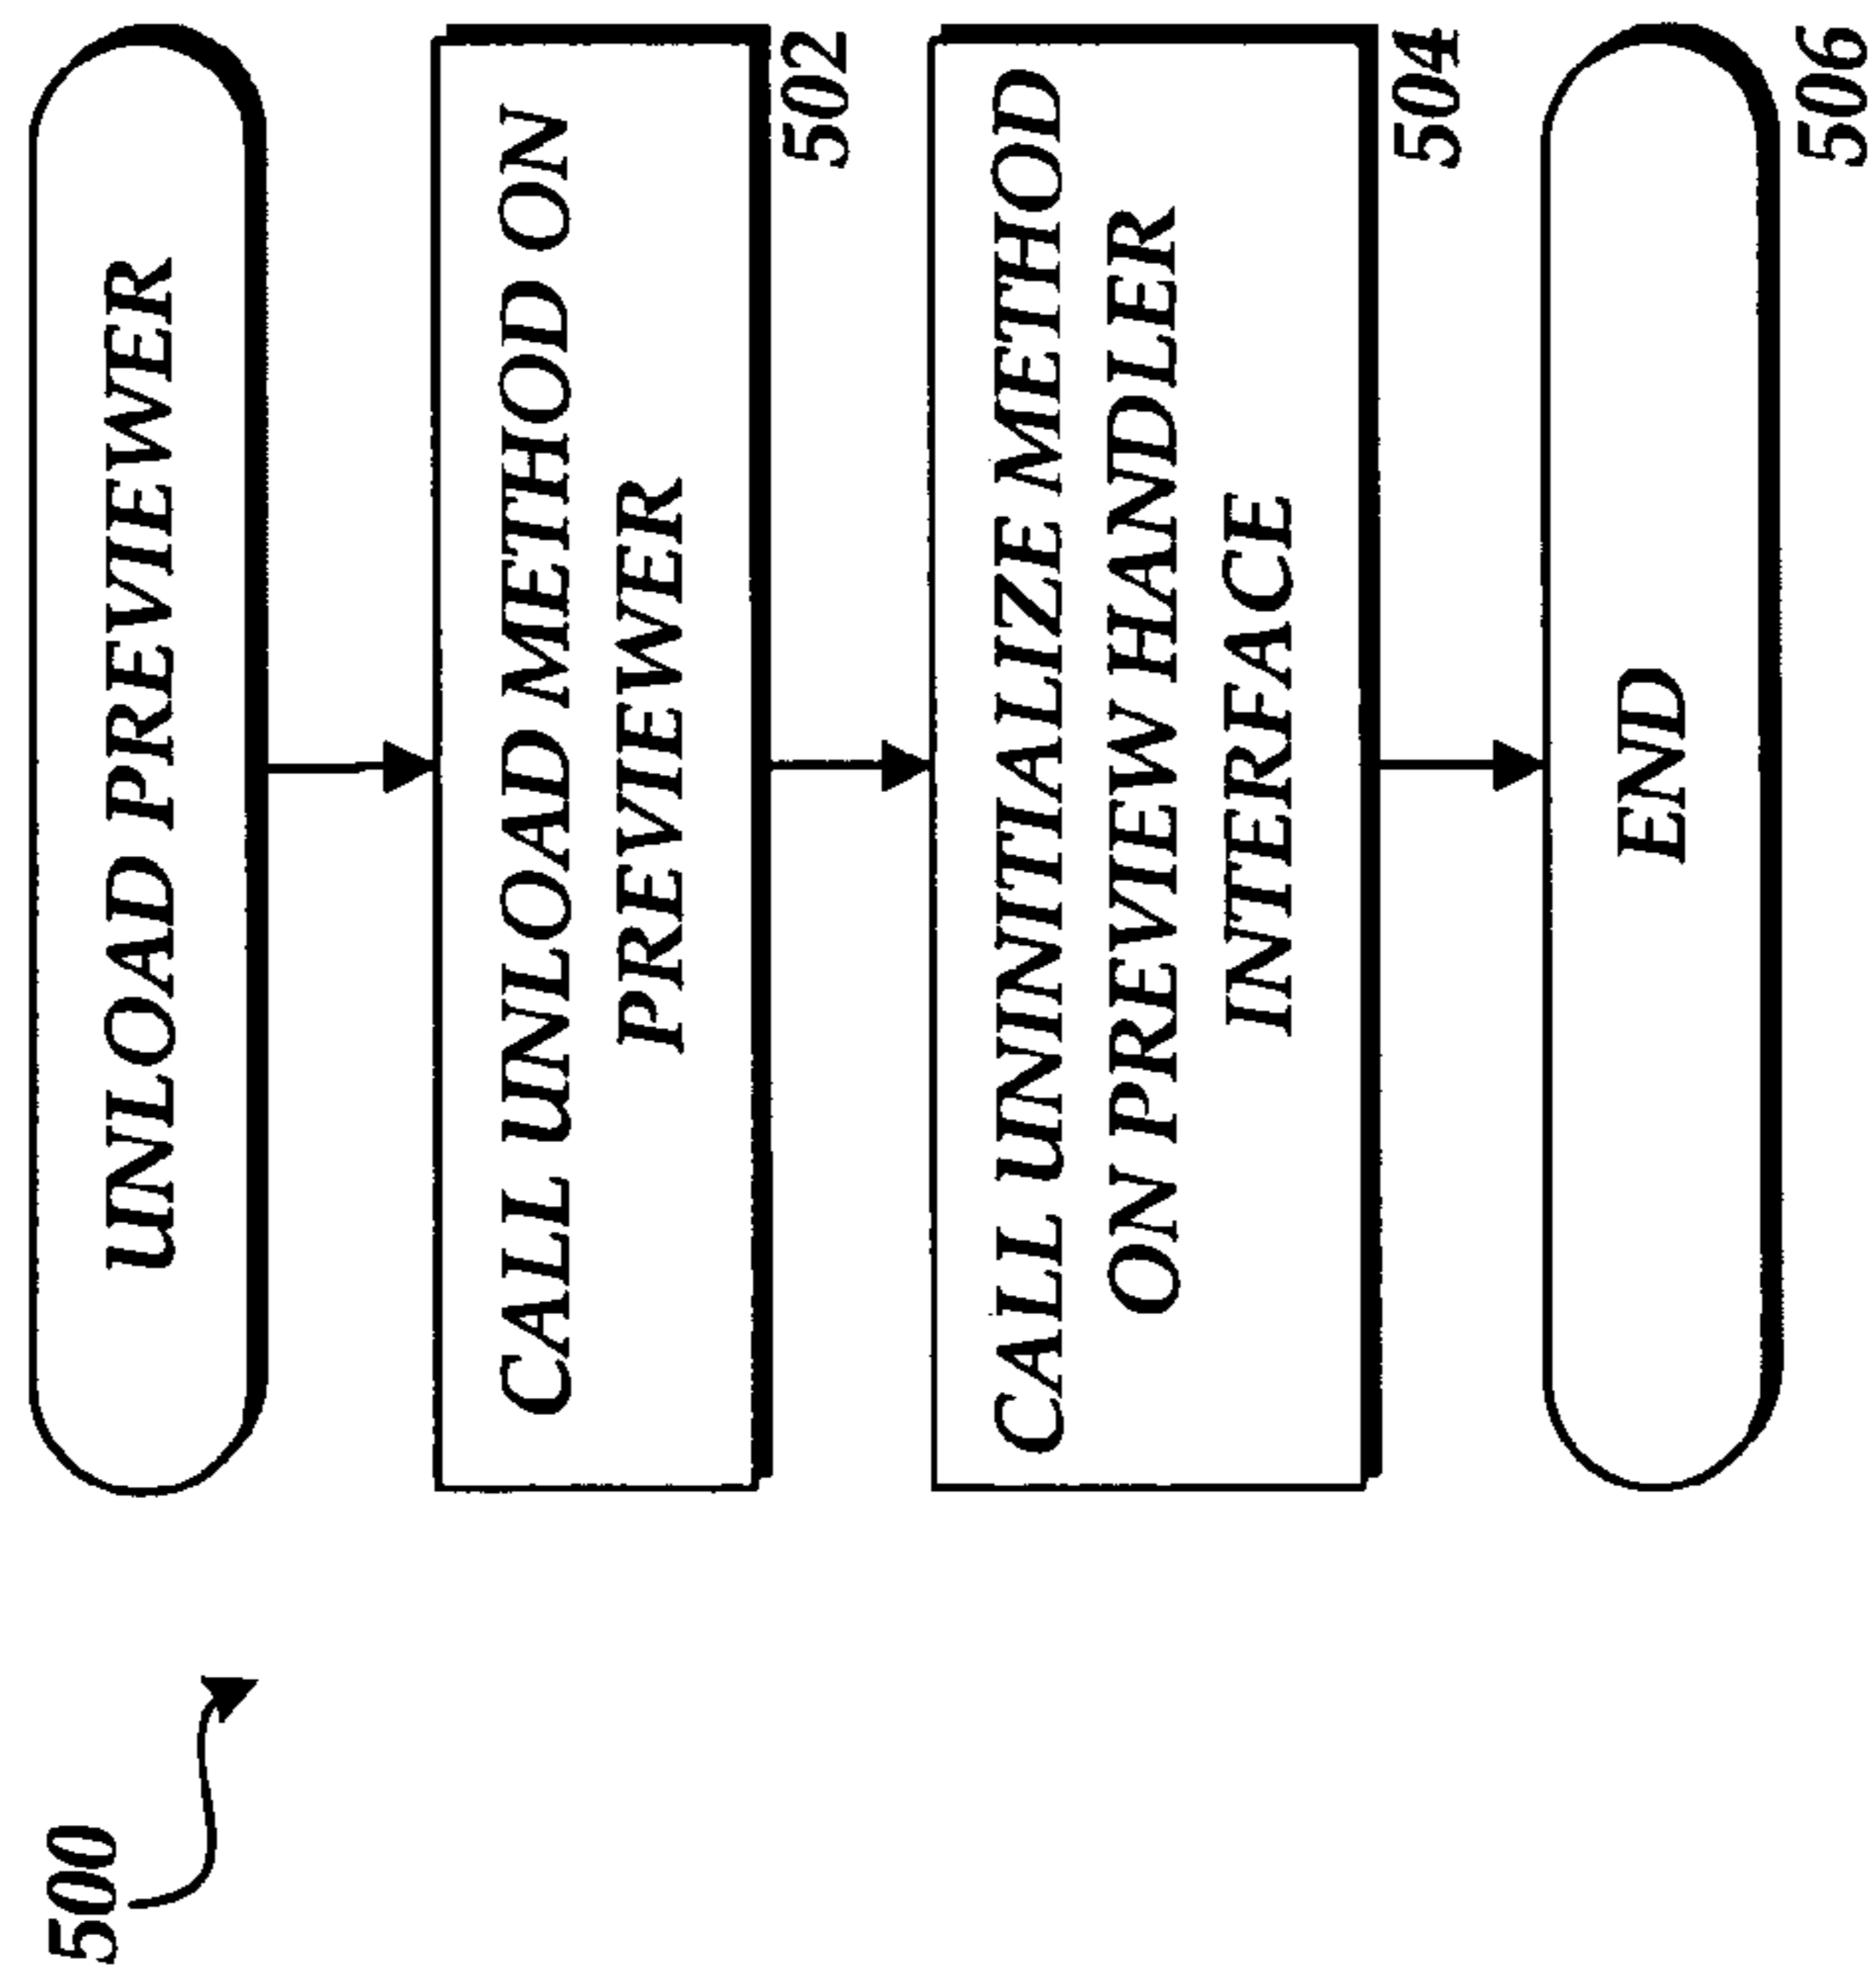 500
UNLOAD PREVIEWER
CALL UNLOAD METHOD ON
PREVIEWER
502
CALL UNINITIALIZE METHOD
ON PREVIEW HANDLER
INTERFACE
504
END
506